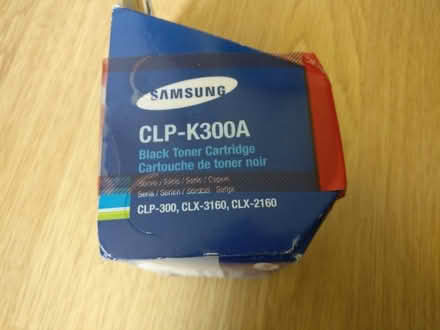 SAMSUNG
CLP-K300A
Black Toner Cartridge
Cartouche de toner noir
CLP-300, CLX-3160, CLX-2160